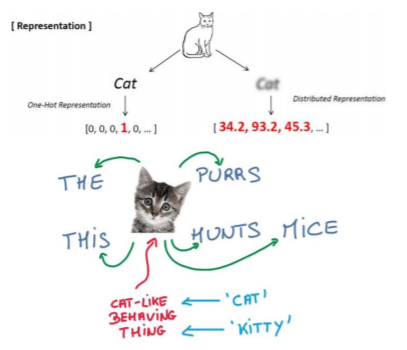 [ Representation ]
Cat
Cat
One-Hot Representation
Distributed Representation
[0, 0, 0, 1, 0, ... ]
[ 34.2, 93.2, 45.3, ... ]
THE
PURRS
THIS
HUNTS MICE
CAT-LIKE
BEHAVING
THING
'CAT'
'KITTY'